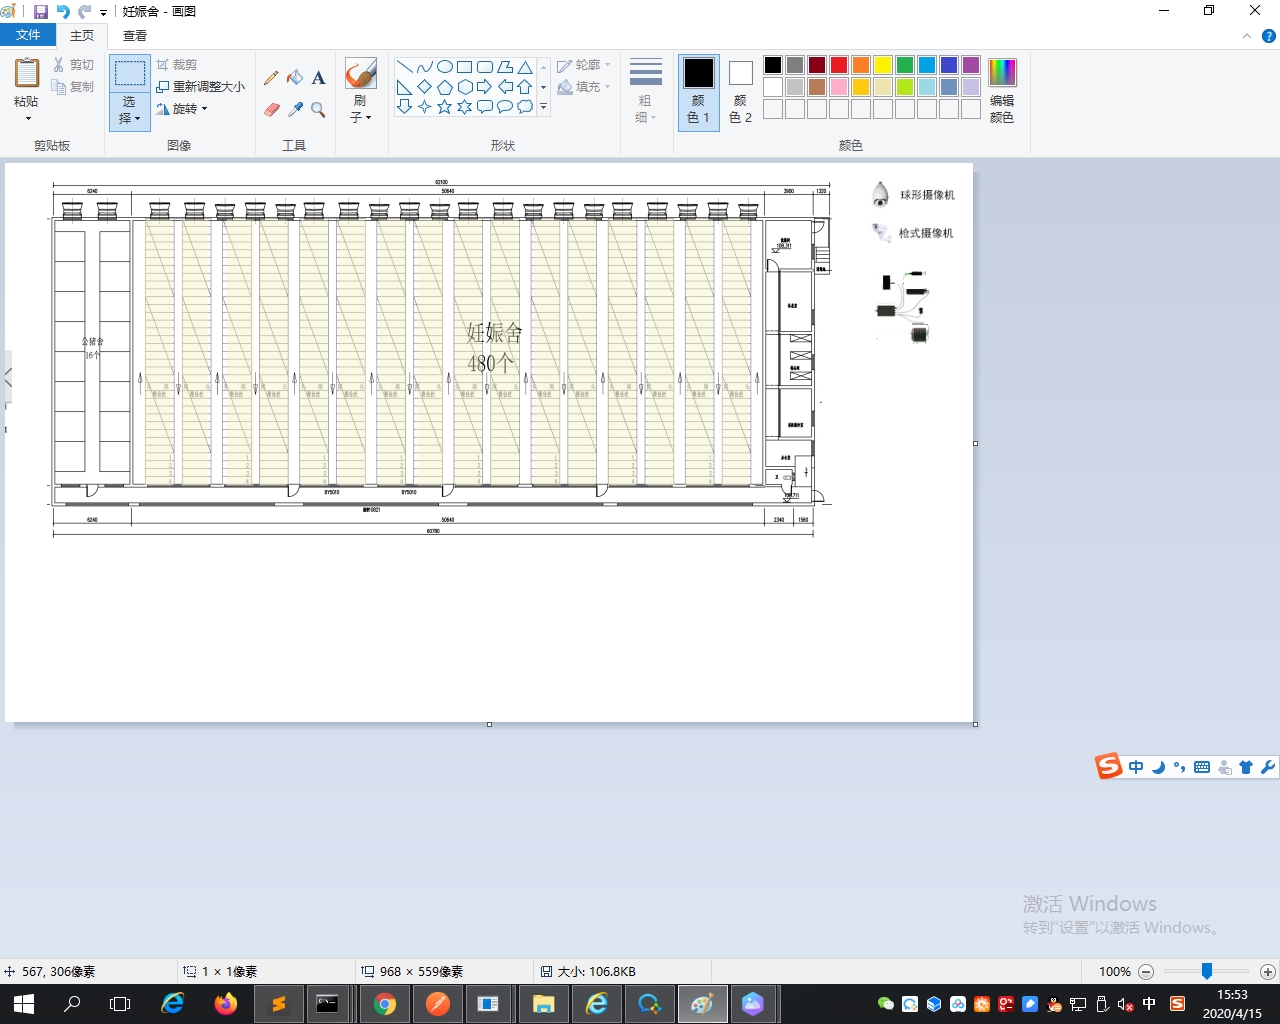 妊娠舍 - 画图
文件
主页
查看
粘贴
剪切
复制
剪贴板
选择
裁剪
重新调整大小
旋转
图像
A
工具
刷子
形状
轮廓
填充
粗细
颜色 1
颜色 2
颜色
编辑颜色
62100
6240
50640
3900
1320
球形摄像机
枪式摄像机
公猪舍
16个
妊娠舍
480个
1
2
3
4
BY5010
BY5010
6240
50640
2340
1560
60780
中
激活 Windows
转到"设置"以激活 Windows。
567, 306像素
1 × 1像素
968 × 559像素
大小: 106.8KB
100%
中
15:53
2020/4/15